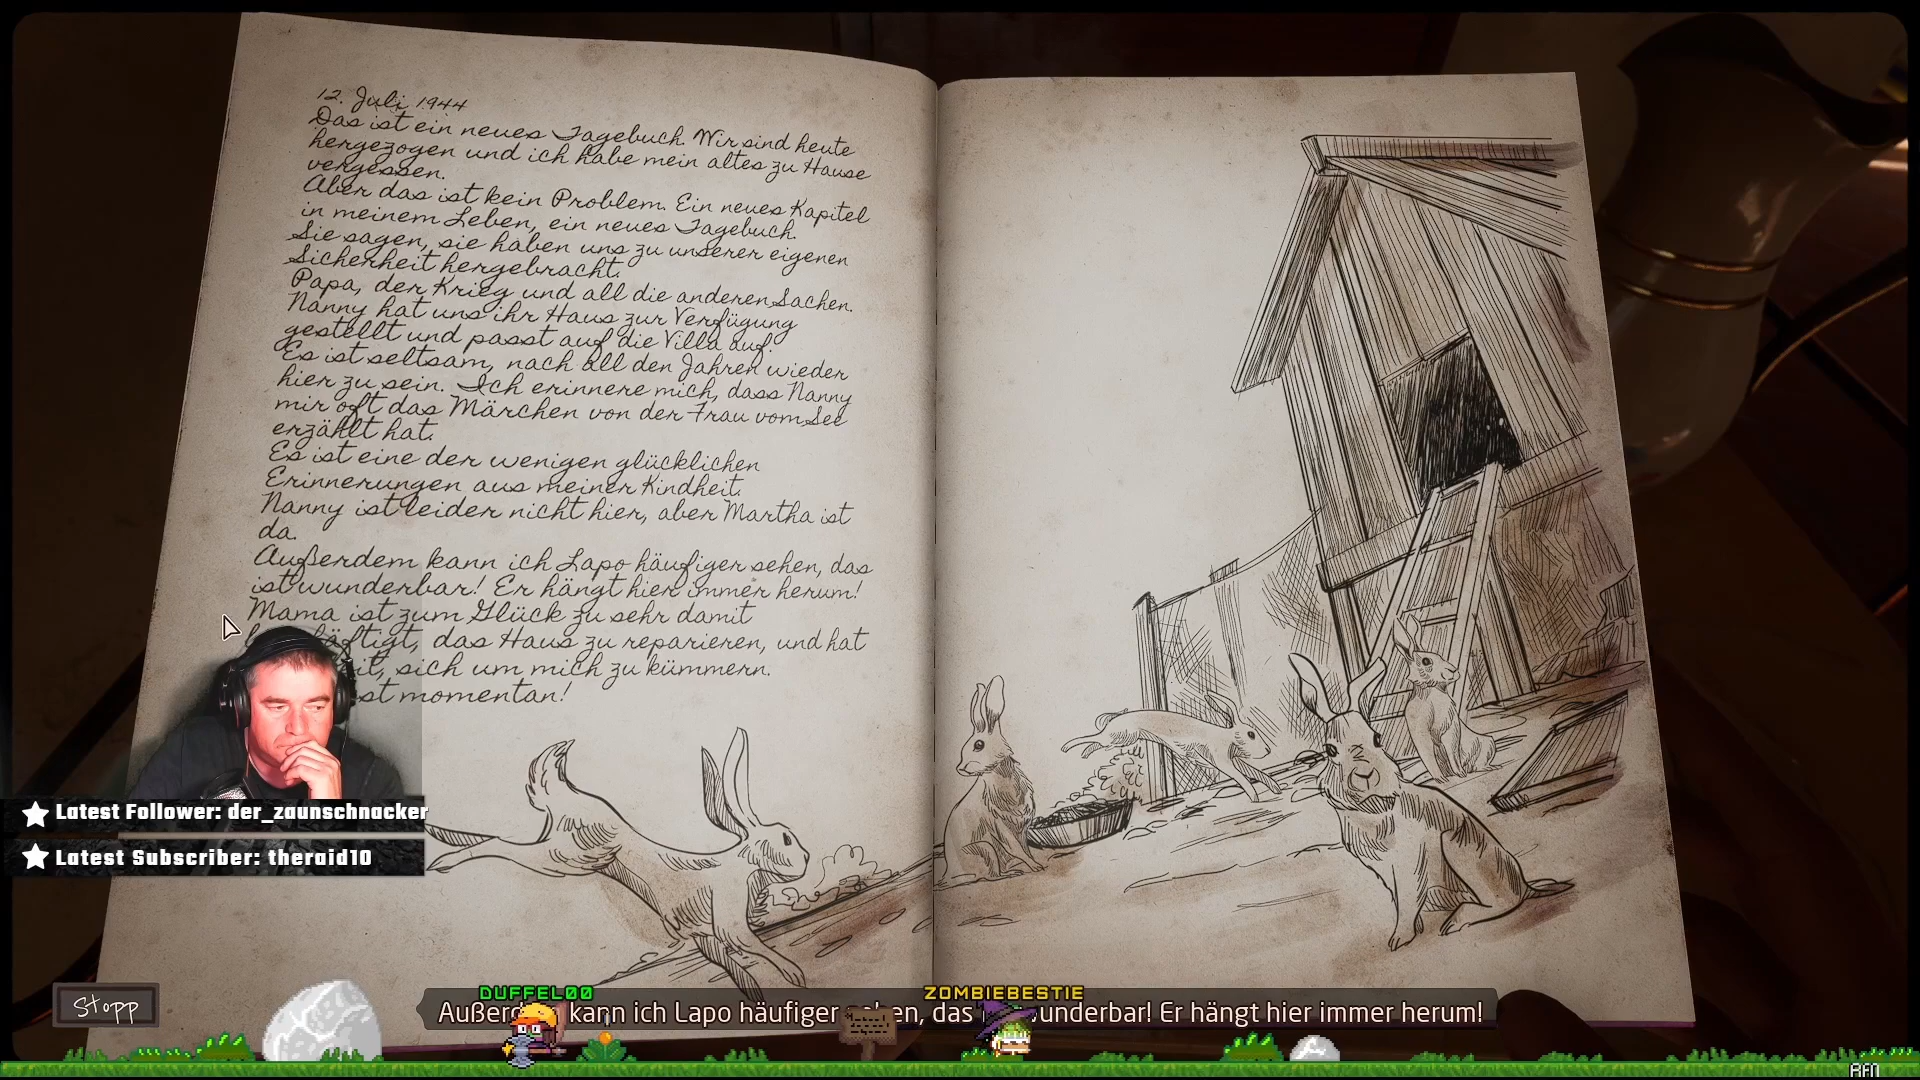 12. Juli 1944
Das ist ein neues Tagebuch. Wir sind heute
hergezogen und ich habe mein altes zu Hause
vergessen.
Aber das ist kein Problem. Ein neues Kapitel
in meinem Leben, ein neues Tagebuch.
Sie sagen, sie haben uns zu unserer eigenen
Sicherheit hergebracht.
Papa, der Krieg und all die anderen Sachen.
Nanny hat uns ihr Haus zur Verfügung
gestellt und passt auf die Villa auf.
Es ist seltsam, nach all den Jahren wieder
hier zu sein. Ich erinnere mich, dass Nanny
mir oft das Märchen von der Frau vom See
erzählt hat.
Es ist eine der wenigen glücklichen
Erinnerungen aus meiner Kindheit.
Nanny ist leider nicht hier, aber Martha ist
da.
Außerdem kann ich Lapo häufiger sehen, das
ist wunderbar! Er hängt hier immer herum!
Mama ist zum Glück zu sehr damit
das Haus zu reparieren, und hat
sich um mich zu kümmern.
momentan!
Latest Follower: der_zaunschnacker
Latest Subscriber: theraid10
Stopp
DUFFEL00
ZOMBIEBESTIE
kann ich Lapo häufiger das Er hängt hier immer herum!